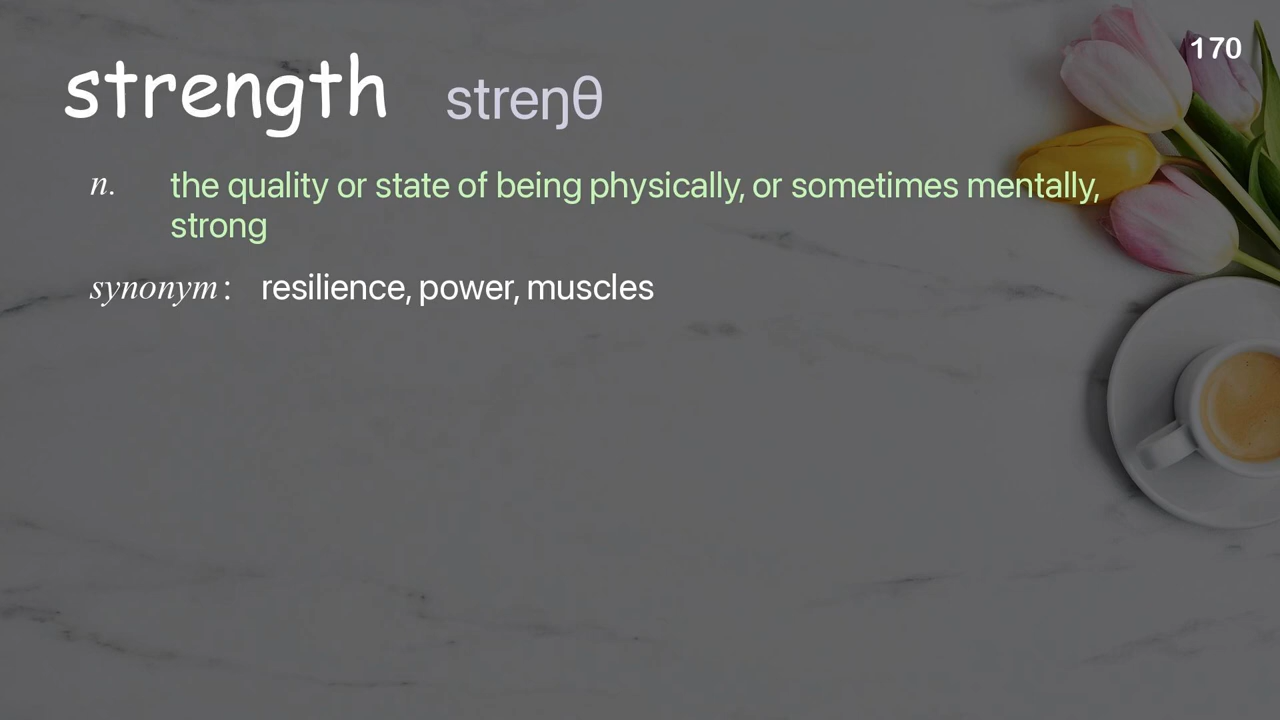 170
strength streŋθ
n. the quality or state of being physically, or sometimes mentally,
strong
synonym: resilience, power, muscles